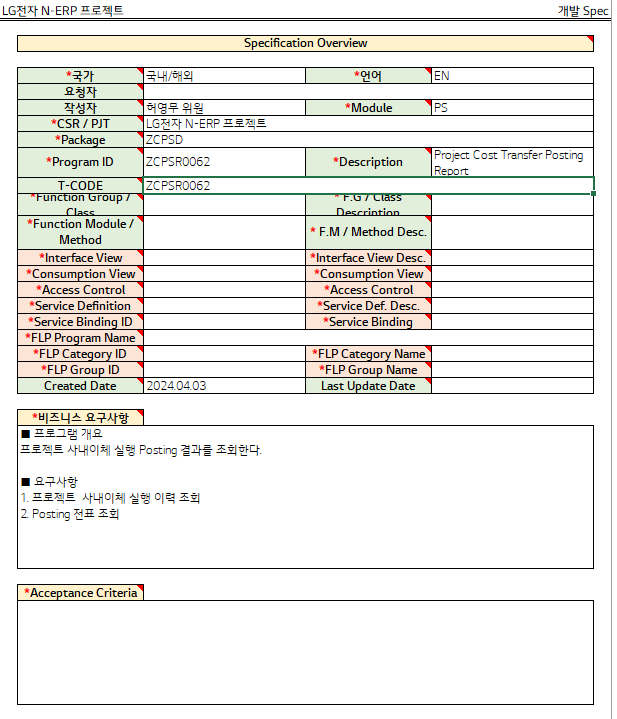 LG전자 N-ERP 프로젝트 개발 Spec
Specification Overview
*국가 국내/해외 *언어 EN
요청자
작성자 허영무 위원 *Module PS
*CSR / PJT LG전자 N-ERP 프로젝트
*Package ZCPSD
*Program ID ZCPSR0062 *Description Project Cost Transfer Posting
Report
T-CODE ZCPSR0062
*Function Group / * F.G / Class
Class Description
*Function Module / * F.M / Method Desc.
Method
*Interface View *Interface View Desc.
*Consumption View *Consumption View
*Access Control *Access Control
*Service Definition *Service Def. Desc.
*Service Binding ID *Service Binding
*FLP Program Name
*FLP Category ID *FLP Category Name
*FLP Group ID *FLP Group Name
Created Date 2024.04.03 Last Update Date
*비즈니스 요구사항
■ 프로그램 개요
프로젝트 사내이체 실행 Posting 결과를 조회한다.
■ 요구사항
1. 프로젝트 사내이체 실행 이력 조회
2. Posting 전표 조회
*Acceptance Criteria